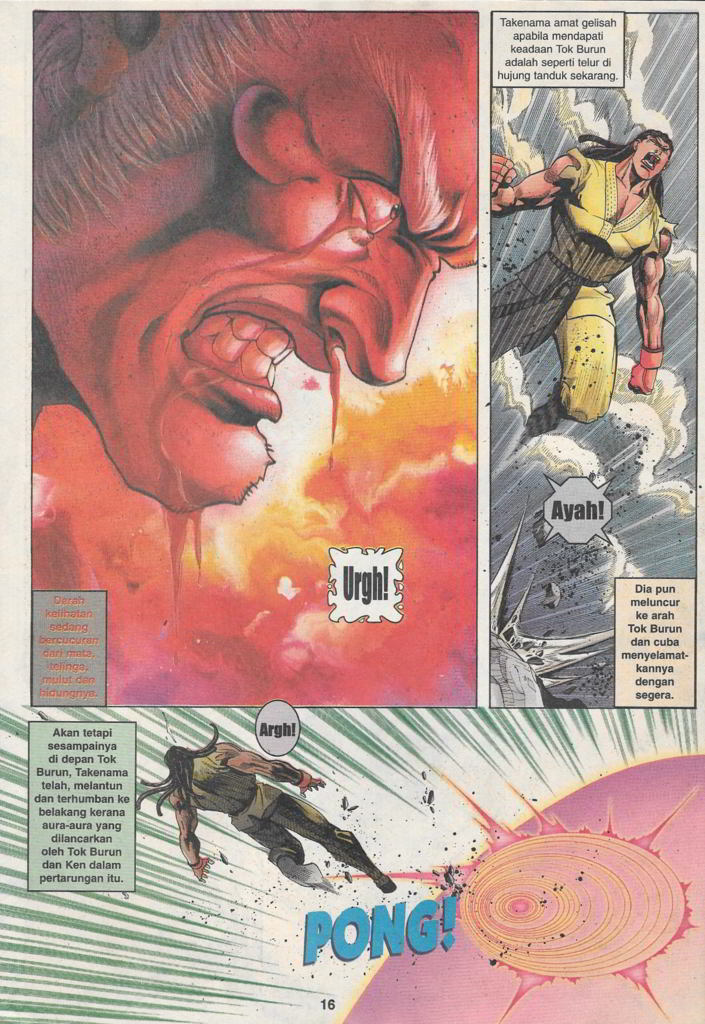 Darah
kelihatan
sedang
bercucuran
dari mata,
telinga,
mulut dan
hidungnya.
Urgh!
Takenama amat gelisah
apabila mendapati
keadaan Tok Burun
adalah seperti telur di
hujung tanduk sekarang.
Ayah!
Dia pun
meluncur
ke arah
Tok Burun
dan cuba
menyelamat-
kannya
dengan
segera.
Akan tetapi
sesampainya
di depan Tok
Burun, Takenama
telah, melantun
dan terhumban ke
belakang kerana
aura-aura yang
dilancarkan
oleh Tok Burun
dan Ken dalam
pertarungan itu.
Argh!
PONG!
16